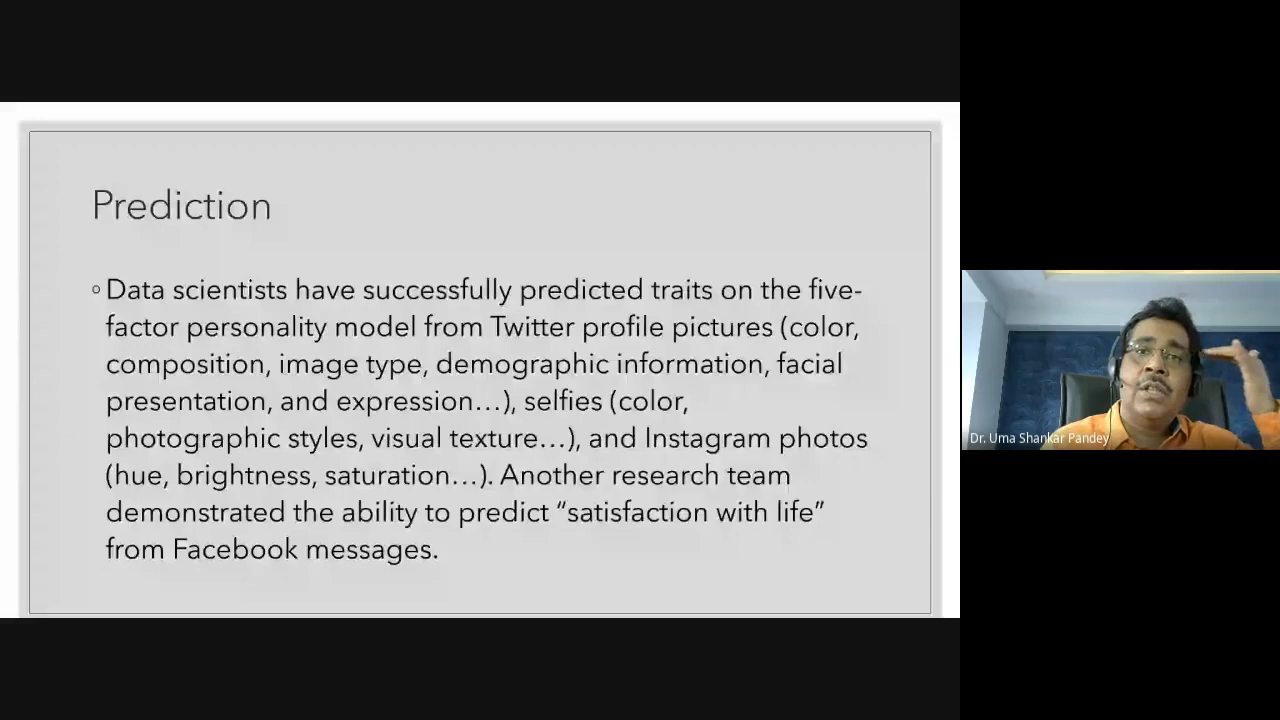 Prediction
◦ Data scientists have successfully predicted traits on the five-
factor personality model from Twitter profile pictures (color,
composition, image type, demographic information, facial
presentation, and expression…), selfies (color,
photographic styles, visual texture…), and Instagram photos
(hue, brightness, saturation…). Another research team
demonstrated the ability to predict “satisfaction with life”
from Facebook messages.
Dr. Uma Shankar Pandey